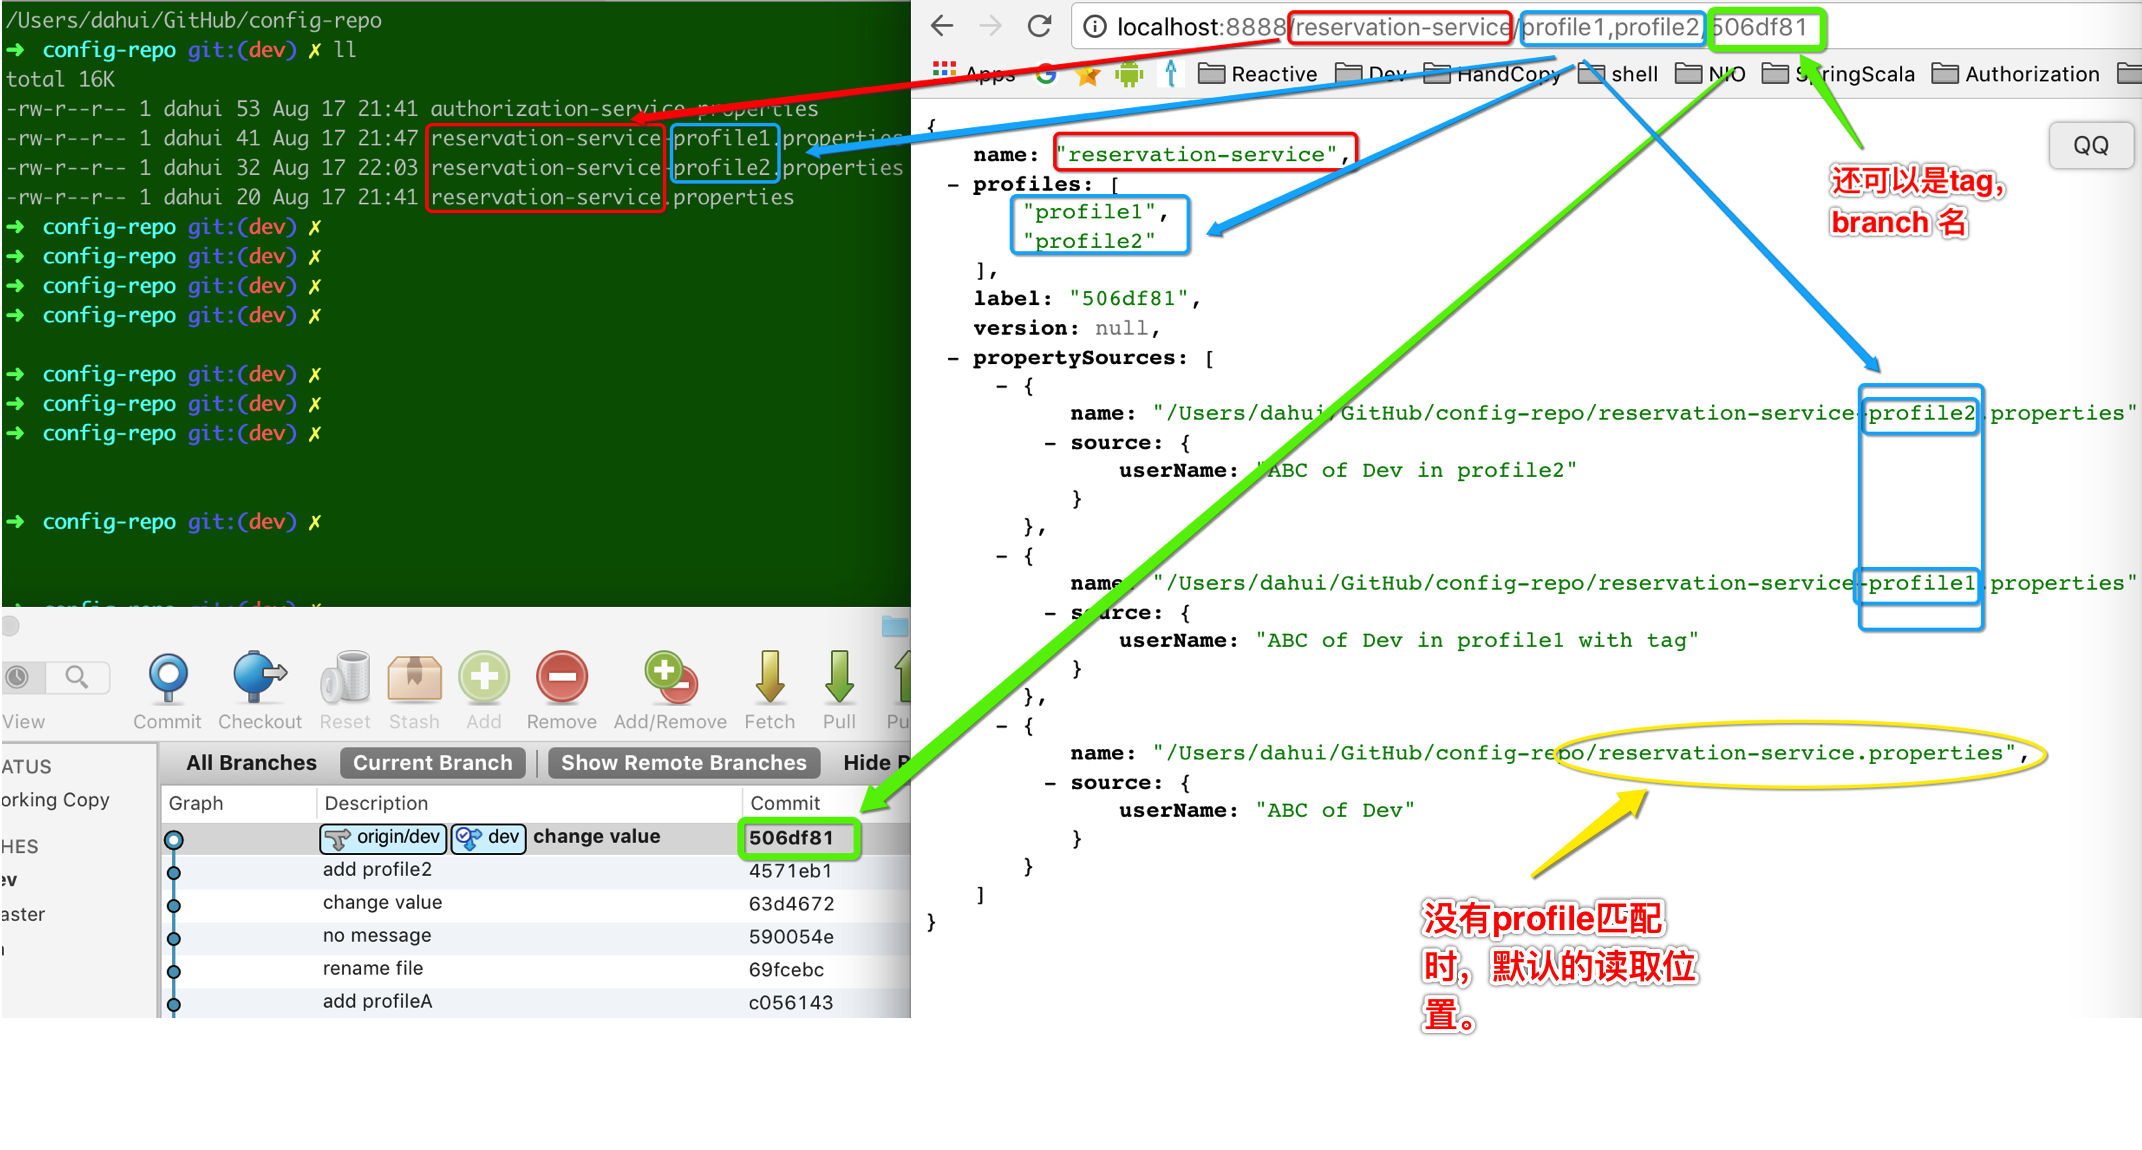 /Users/dahui/GitHub/config-repo
➜ config-repo git:(dev) ✗ ll
total 16K
-rw-r--r-- 1 dahui 53 Aug 17 21:41 authorization-service.properties
-rw-r--r-- 1 dahui 41 Aug 17 21:47 reservation-service-profile1.properties
-rw-r--r-- 1 dahui 32 Aug 17 22:03 reservation-service-profile2.properties
-rw-r--r-- 1 dahui 20 Aug 17 21:41 reservation-service.properties
➜ config-repo git:(dev) ✗
➜ config-repo git:(dev) ✗
➜ config-repo git:(dev) ✗
➜ config-repo git:(dev) ✗
➜ config-repo git:(dev) ✗
➜ config-repo git:(dev) ✗
➜ config-repo git:(dev) ✗
➜ config-repo git:(dev) ✗
View Commit Checkout Reset Stash Add Remove Add/Remove Fetch Pull Pu
ATUS
orking Copy
HES
ev
aster
All Branches Current Branch Show Remote Branches Hide R
Graph Description Commit
origin/dev dev change value 506df81
add profile2 4571eb1
change value 63d4672
no message 590054e
rename file 69fcebc
add profileA c056143
localhost:8888/reservation-service/profile1,profile2/506df81
Apps Reactive Dev HandCopy shell NIO SpringScala Authorization
QQ
还可以是tag,
branch 名
{
name: "reservation-service",
- profiles: [
"profile1",
"profile2"
],
label: "506df81",
version: null,
- propertySources: [
- {
name: "/Users/dahui/GitHub/config-repo/reservation-service-profile2.properties"
- source: {
userName: "ABC of Dev in profile2"
}
},
- {
name: "/Users/dahui/GitHub/config-repo/reservation-service-profile1.properties"
- source: {
userName: "ABC of Dev in profile1 with tag"
}
},
- {
name: "/Users/dahui/GitHub/config-repo/reservation-service.properties",
- source: {
userName: "ABC of Dev"
}
}
]
}
没有profile匹配
时，默认的读取位
置。